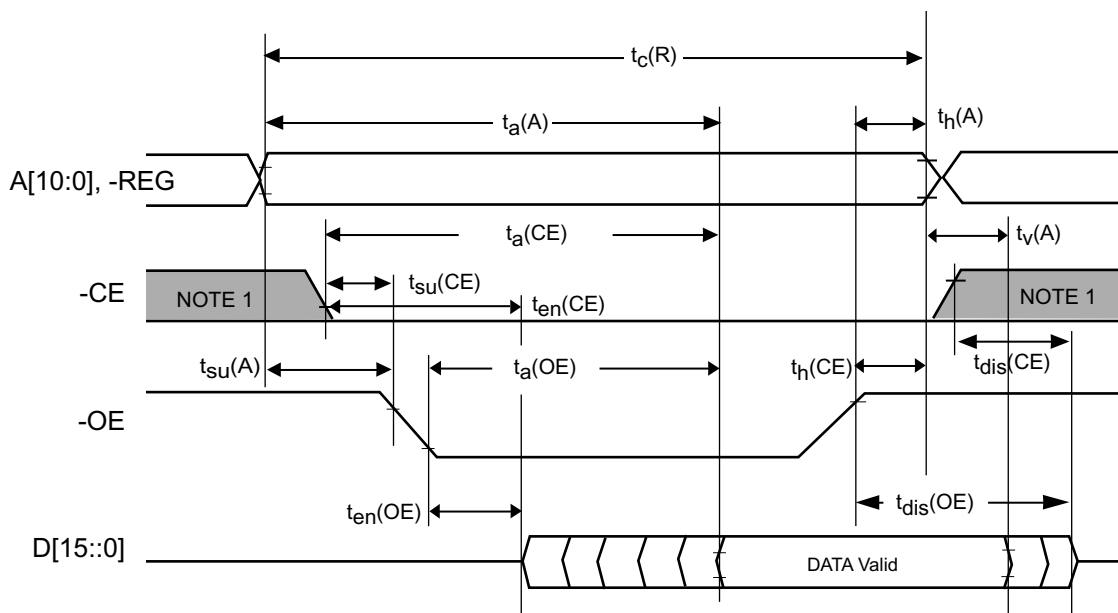 tc(R)
ta(A)
th(A)
A[10:0], -REG
ta(CE)
tv(A)
-CE
NOTE 1
tsu(CE)
ten(CE)
NOTE 1
tsu(A)
ta(OE)
th(CE)
tdis(CE)
-OE
ten(OE)
tdis(OE)
D[15::0]
DATA Valid